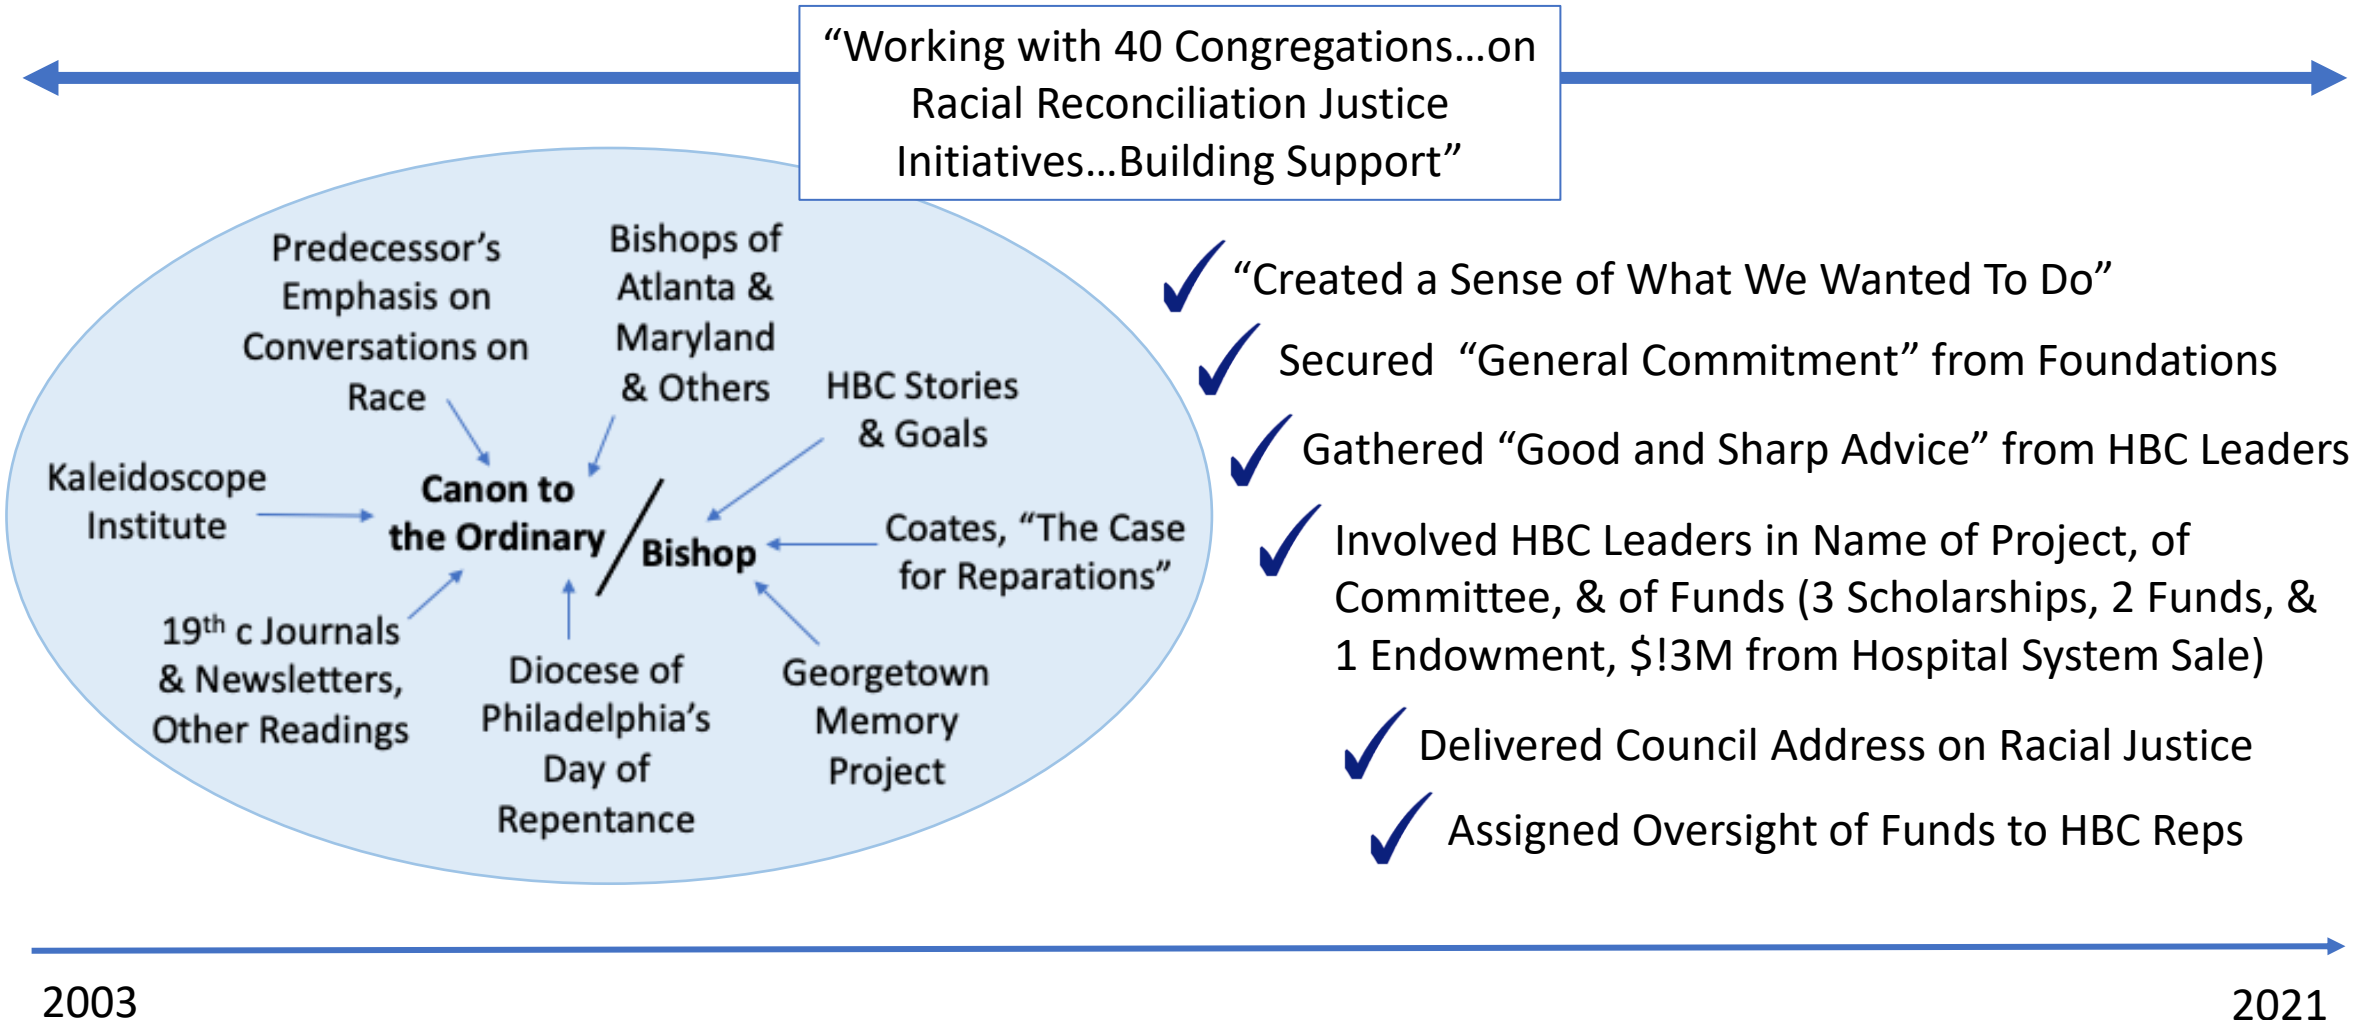 “Working with 40 Congregations…on
Racial Reconciliation Justice
Initiatives…Building Support”
Predecessor’s
Emphasis on
Conversations on
Race
Bishops of
Atlanta &
Maryland
& Others
HBC Stories
& Goals
Kaleidoscope
Institute
Canon to
the Ordinary
Bishop
Coates, “The Case
for Reparations”
19th c Journals
& Newsletters,
Other Readings
Diocese of
Philadelphia’s
Day of
Repentance
Georgetown
Memory
Project
“Created a Sense of What We Wanted To Do”
Secured “General Commitment” from Foundations
Gathered “Good and Sharp Advice” from HBC Leaders
Involved HBC Leaders in Name of Project, of
Committee, & of Funds (3 Scholarships, 2 Funds, &
1 Endowment, $!3M from Hospital System Sale)
Delivered Council Address on Racial Justice
Assigned Oversight of Funds to HBC Reps
2003
2021